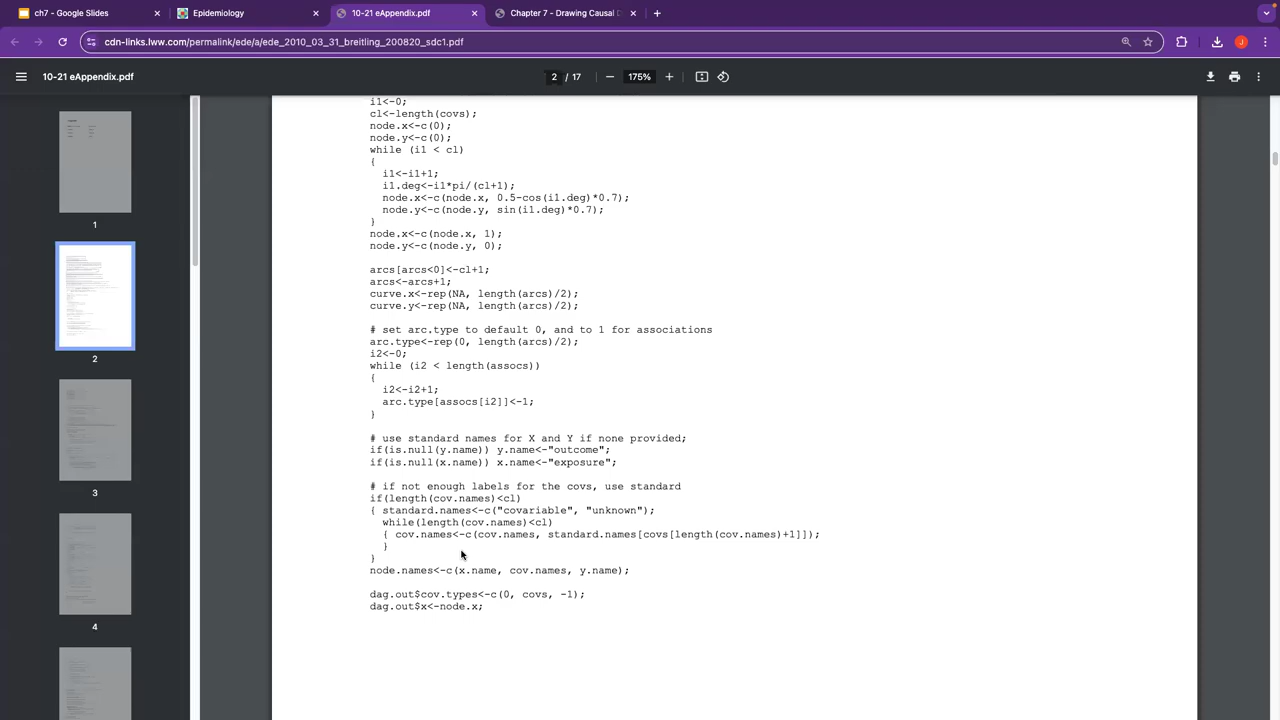 ch7 - Google Slides
Epidemiology
10-21 eAppendix.pdf
Chapter 7 - Drawing Causal D
cdn-links.lww.com/permalink/ede/a/ede_2010_03_31_breitling_200820_sdc1.pdf
J
10-21 eAppendix.pdf
2 / 17
175%
1
2
3
4
i1<-0;
cl<-length(covs);
node.x<-c(0);
node.y<-c(0);
while (i1 < cl)
{
i1<-i1+1;
i1.deg<-i1*pi/(cl+1);
node.x<-c(node.x, 0.5-cos(i1.deg)*0.7);
node.y<-c(node.y, sin(i1.deg)*0.7);
}
node.x<-c(node.x, 1);
node.y<-c(node.y, 0);
arcs[arcs<0]<-cl+1;
arcs<-arcs+1;
curve.x<-rep(NA, length(arcs)/2);
curve.y<-rep(NA, length(arcs)/2);
# set arc.type to default 0, and to 1 for associations
arc.type<-rep(0, length(arcs)/2);
i2<-0;
while (i2 < length(assocs))
{
i2<-i2+1;
arc.type[assocs[i2]]<-1;
}
# use standard names for X and Y if none provided;
if(is.null(y.name)) y.name<-"outcome";
if(is.null(x.name)) x.name<-"exposure";
# if not enough labels for the covs, use standard
if(length(cov.names)<cl)
{ standard.names<-c("covariable", "unknown");
while(length(cov.names)<cl)
{ cov.names<-c(cov.names, standard.names[covs[length(cov.names)+1]]);
}
}
node.names<-c(x.name, cov.names, y.name);
dag.out$cov.types<-c(0, covs, -1);
dag.out$x<-node.x;